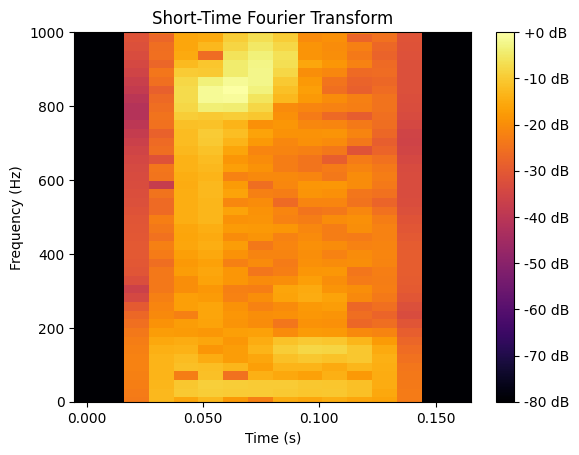 Short-Time Fourier Transform
1000
800
600
400
200
0
Frequency (Hz)
0.000
0.050
0.100
0.150
Time (s)
+0 dB
-10 dB
-20 dB
-30 dB
-40 dB
-50 dB
-60 dB
-70 dB
-80 dB